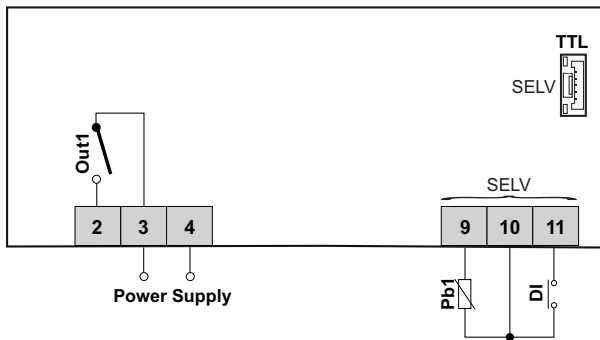 TTL
SELV
Out1
SELV
2 3 4
9 10 11
Power Supply
Pb1
DI